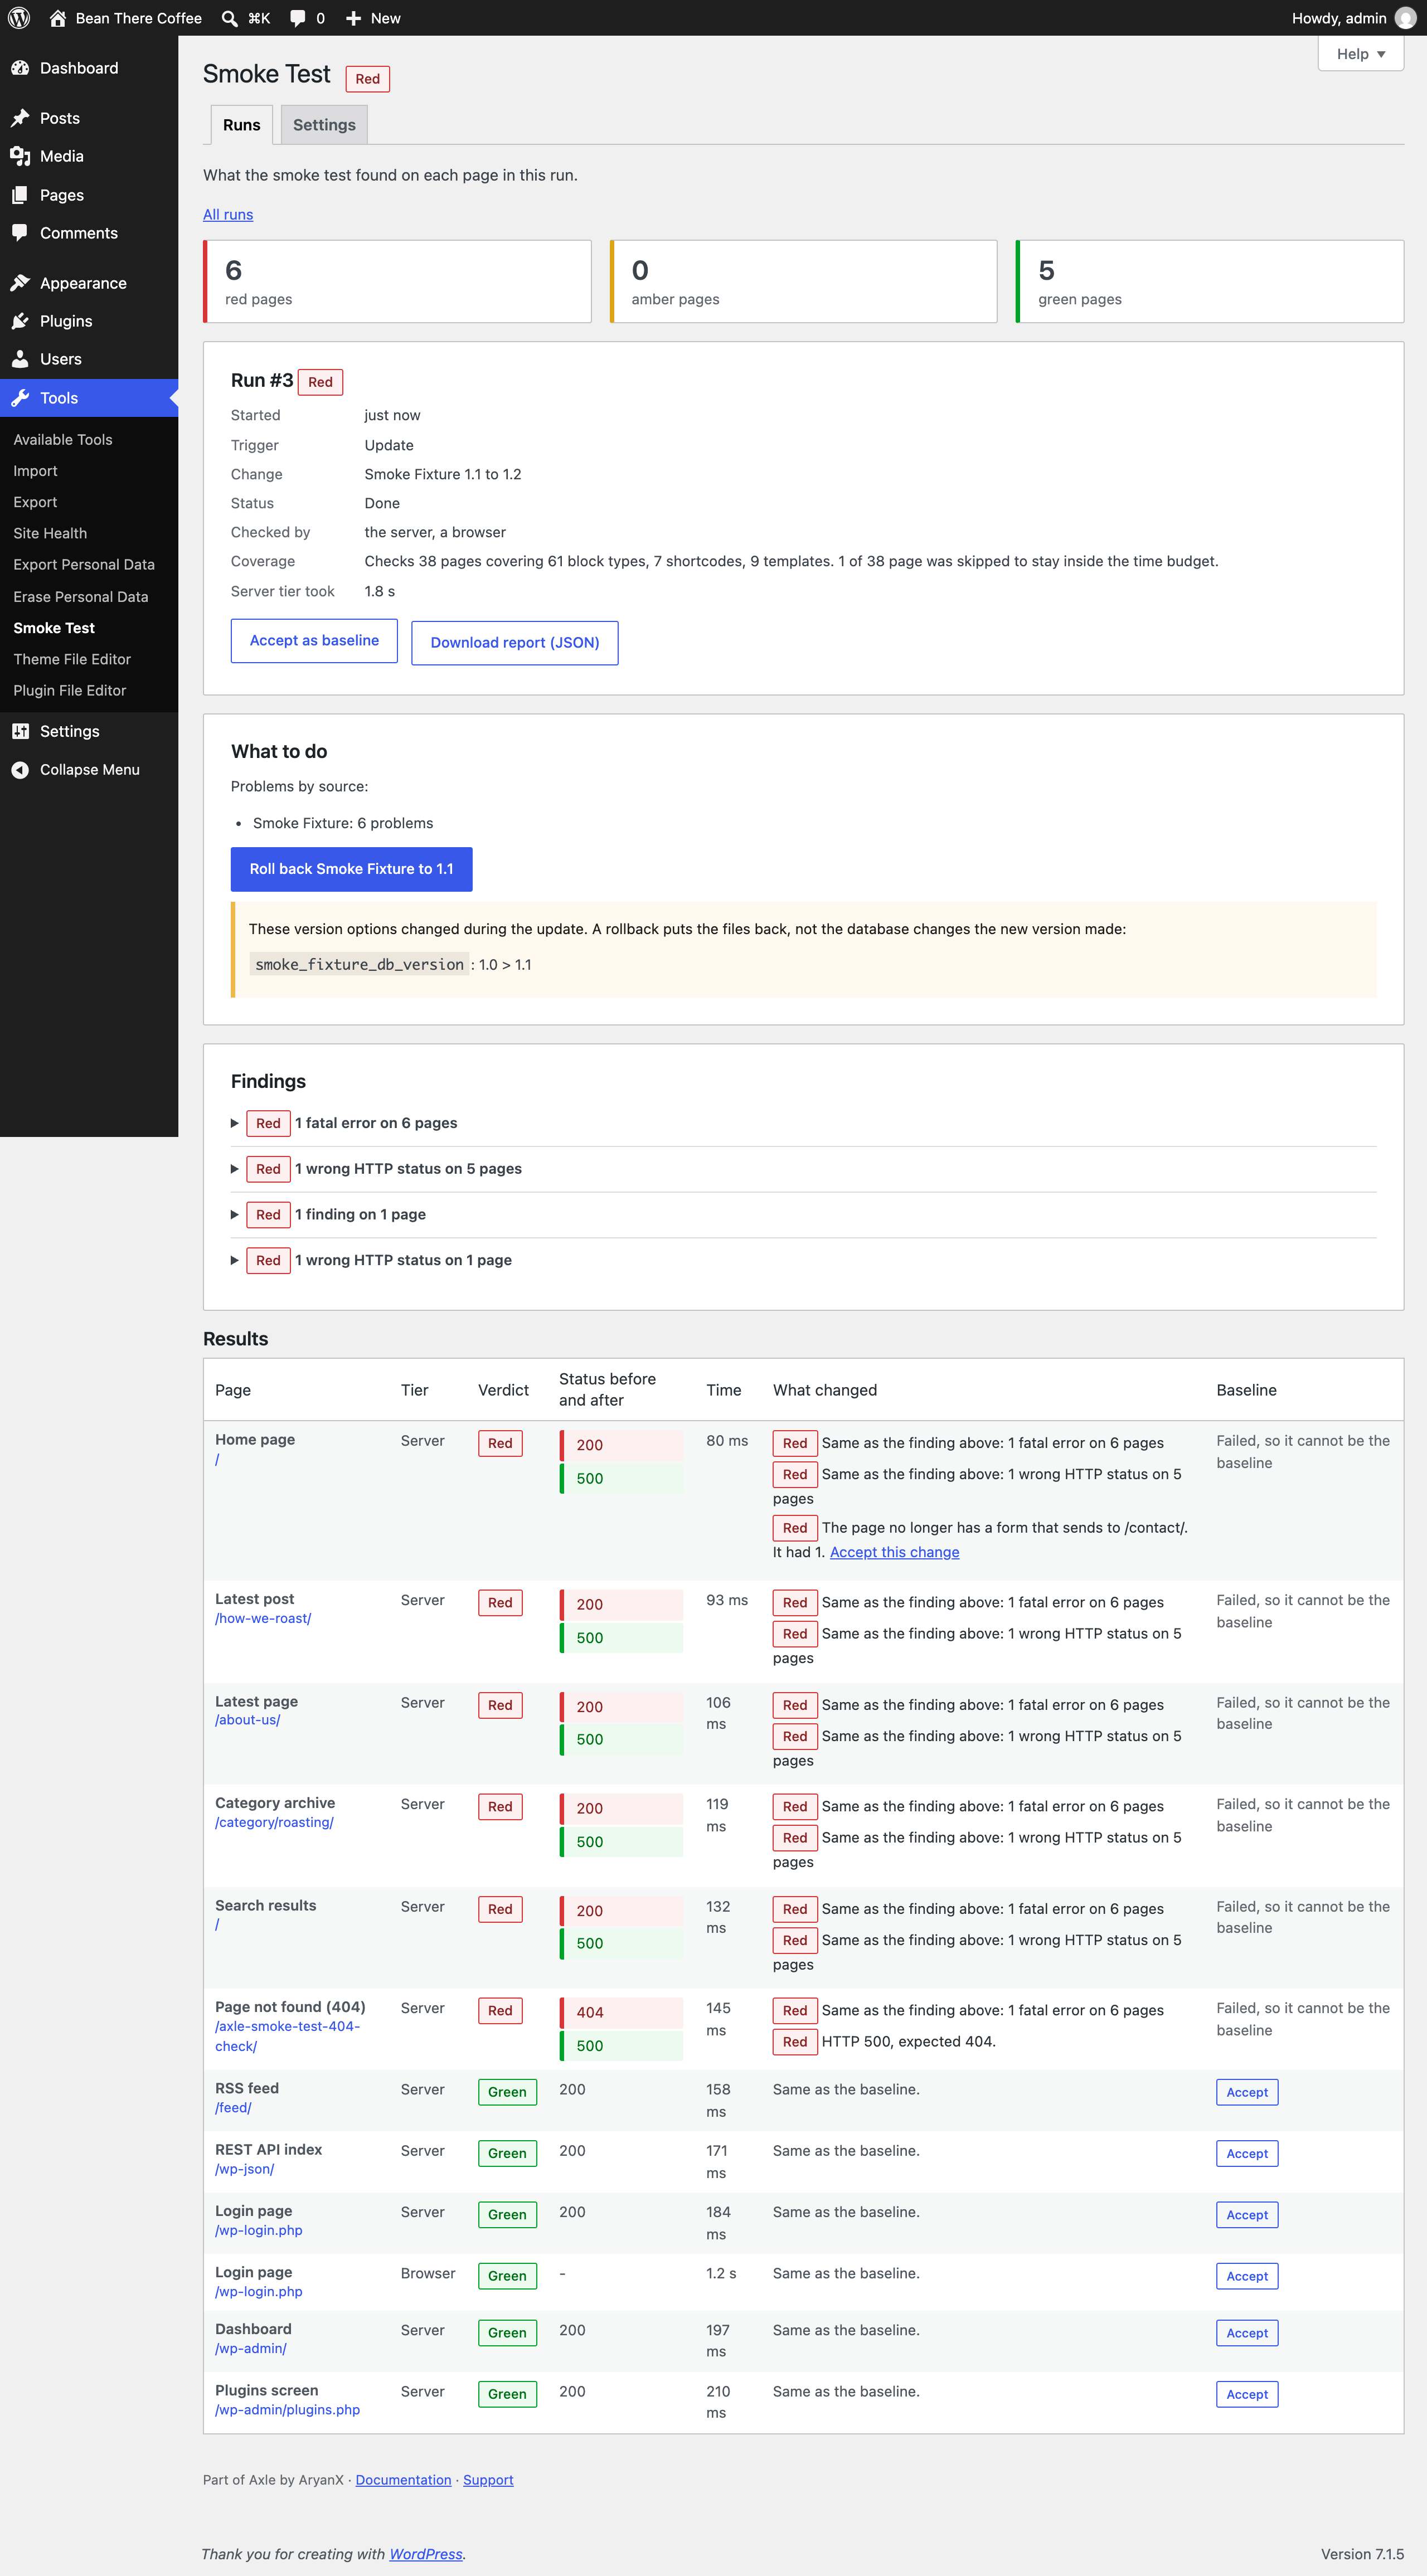 Bean There Coffee
⌘K
0
New
Howdy, admin
Help ▼
Dashboard
Posts
Media
Pages
Comments
Appearance
Plugins
Users
Tools
Available Tools
Import
Export
Site Health
Export Personal Data
Erase Personal Data
Smoke Test
Theme File Editor
Plugin File Editor
Settings
Collapse Menu
Smoke Test Red
Runs
Settings
What the smoke test found on each page in this run.
All runs
6
red pages
0
amber pages
5
green pages
Run #3 Red
Started just now
Trigger Update
Change Smoke Fixture 1.1 to 1.2
Status Done
Checked by the server, a browser
Coverage Checks 38 pages covering 61 block types, 7 shortcodes, 9 templates. 1 of 38 page was skipped to stay inside the time budget.
Server tier took 1.8 s
Accept as baseline
Download report (JSON)
What to do
Problems by source:
• Smoke Fixture: 6 problems
Roll back Smoke Fixture to 1.1
These version options changed during the update. A rollback puts the files back, not the database changes the new version made:
smoke_fixture_db_version : 1.0 > 1.1
Findings
Red 1 fatal error on 6 pages
Red 1 wrong HTTP status on 5 pages
Red 1 finding on 1 page
Red 1 wrong HTTP status on 1 page
Results
Page
Tier
Verdict
Status before
and after
Time
What changed
Baseline
Home page
/
Server
Red
200
500
80 ms
Red Same as the finding above: 1 fatal error on 6 pages
Red Same as the finding above: 1 wrong HTTP status on 5
pages
Red The page no longer has a form that sends to /contact/.
It had 1. Accept this change
Failed, so it cannot be the
baseline
Latest post
/how-we-roast/
Server
Red
200
500
93 ms
Red Same as the finding above: 1 fatal error on 6 pages
Red Same as the finding above: 1 wrong HTTP status on 5
pages
Failed, so it cannot be the
baseline
Latest page
/about-us/
Server
Red
200
500
106
ms
Red Same as the finding above: 1 fatal error on 6 pages
Red Same as the finding above: 1 wrong HTTP status on 5
pages
Failed, so it cannot be the
baseline
Category archive
/category/roasting/
Server
Red
200
500
119
ms
Red Same as the finding above: 1 fatal error on 6 pages
Red Same as the finding above: 1 wrong HTTP status on 5
pages
Failed, so it cannot be the
baseline
Search results
/
Server
Red
200
500
132
ms
Red Same as the finding above: 1 fatal error on 6 pages
Red Same as the finding above: 1 wrong HTTP status on 5
pages
Failed, so it cannot be the
baseline
Page not found (404)
/axle-smoke-test-404-
check/
Server
Red
404
500
145
ms
Red Same as the finding above: 1 fatal error on 6 pages
Red HTTP 500, expected 404.
Failed, so it cannot be the
baseline
RSS feed
/feed/
Server
Green
200
158
ms
Same as the baseline.
Accept
REST API index
/wp-json/
Server
Green
200
171
ms
Same as the baseline.
Accept
Login page
/wp-login.php
Server
Green
200
184
ms
Same as the baseline.
Accept
Login page
/wp-login.php
Browser
Green
-
1.2 s
Same as the baseline.
Accept
Dashboard
/wp-admin/
Server
Green
200
197
ms
Same as the baseline.
Accept
Plugins screen
/wp-admin/plugins.php
Server
Green
200
210
ms
Same as the baseline.
Accept
Part of Axle by AryanX · Documentation · Support
Thank you for creating with WordPress.
Version 7.1.5